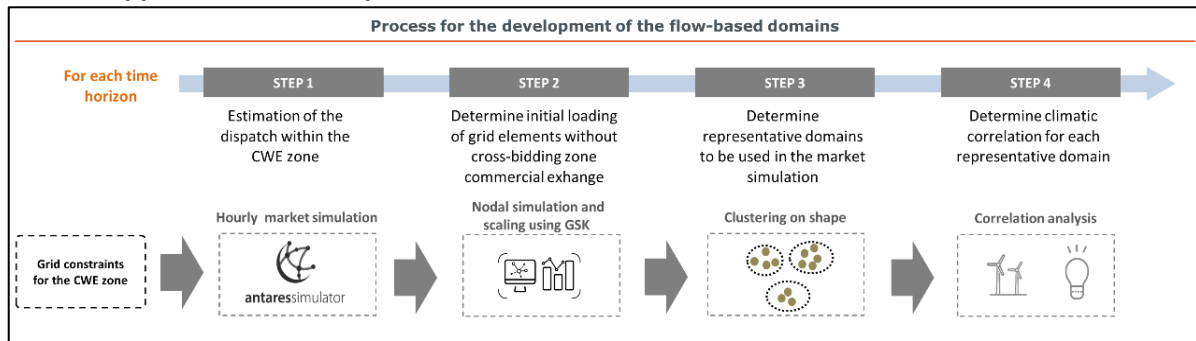 Process for the development of the flow-based domains
For each time
horizon
STEP 1
STEP 2
STEP 3
STEP 4
Estimation of the
dispatch within the
CWE zone
Determine initial loading
of grid elements without
cross-bidding zone
commercial exhange
Determine
representative domains
to be used in the market
simulation
Determine climatic
correlation for each
representative domain
Grid constraints
for the CWE zone
Hourly market simulation
antaressimulator
Nodal simulation and
scaling using GSK
Clustering on shape
Correlation analysis